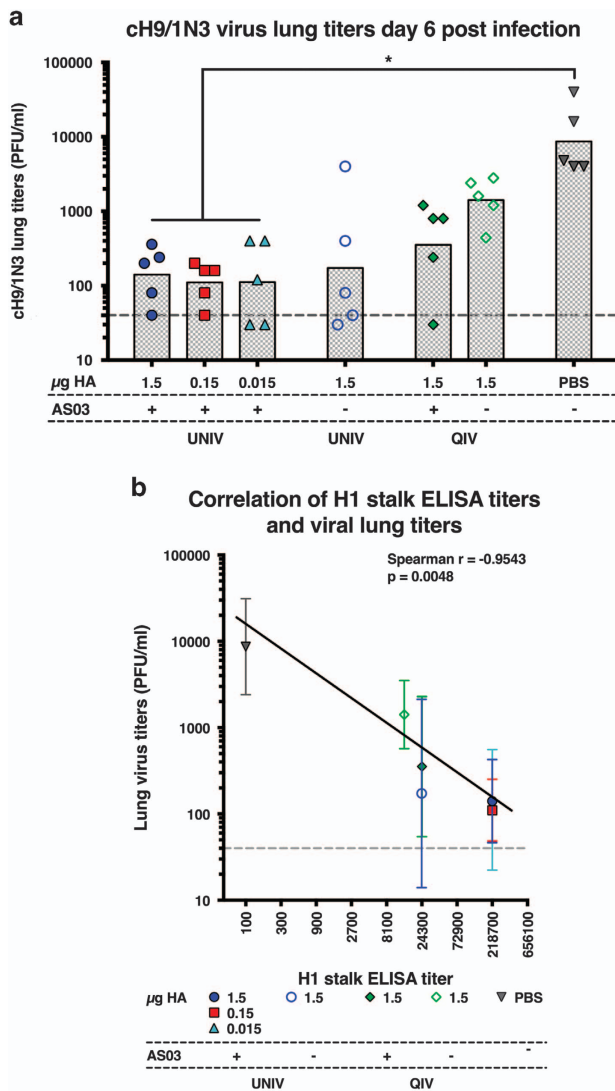 a
cH9/1N3 virus lung titers day 6 post infection
cH9/1N3 lung titers (PFU/ml)
100000
*
10000
1000
100
10
µg HA 1.5 0.15 0.015 1.5 1.5 1.5 PBS
AS03 + + + - + - -
UNIV UNIV QIV
b
Correlation of H1 stalk ELISA titers
and viral lung titers
Lung virus titers (PFU/ml)
100000
Spearman r = -0.9543
p = 0.0048
10000
1000
100
10
100 300 900 2700 8100 24300 72900 218700 656100
H1 stalk ELISA titer
µg HA 1.5 1.5 1.5 1.5 PBS
0.15
0.015
AS03 + - + - -
UNIV QIV